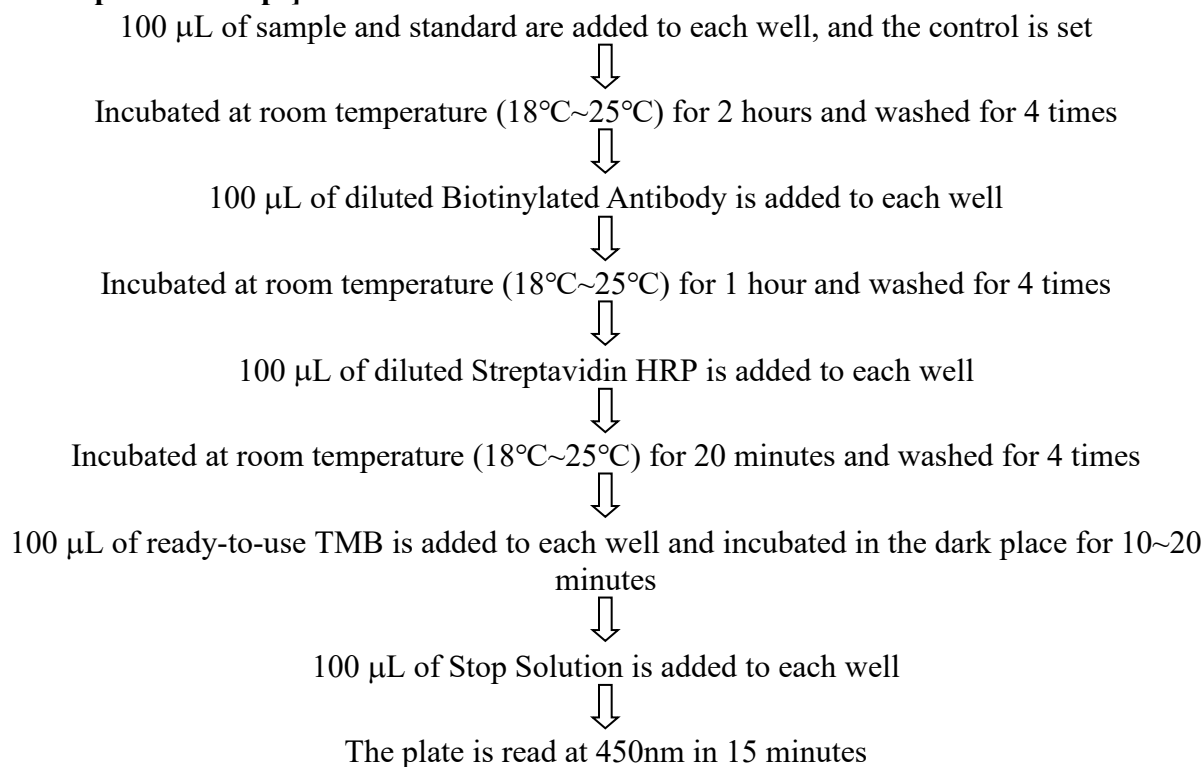 100 μL of sample and standard are added to each well, and the control is set
Incubated at room temperature (18℃~25℃) for 2 hours and washed for 4 times
100 μL of diluted Biotinylated Antibody is added to each well
Incubated at room temperature (18℃~25℃) for 1 hour and washed for 4 times
100 μL of diluted Streptavidin HRP is added to each well
Incubated at room temperature (18℃~25℃) for 20 minutes and washed for 4 times
100 μL of ready-to-use TMB is added to each well and incubated in the dark place for 10~20
minutes
100 μL of Stop Solution is added to each well
The plate is read at 450nm in 15 minutes